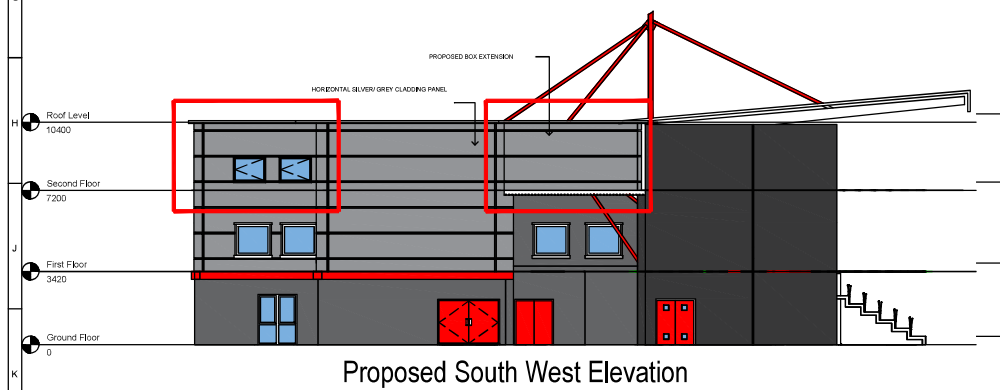 PROPOSED BOX EXTENSION
HORIZONTAL SILVER/ GREY CLADDING PANEL
H
Roof Level
10400
Second Floor
7200
J
First Floor
3420
Ground Floor
0
K
Proposed South West Elevation